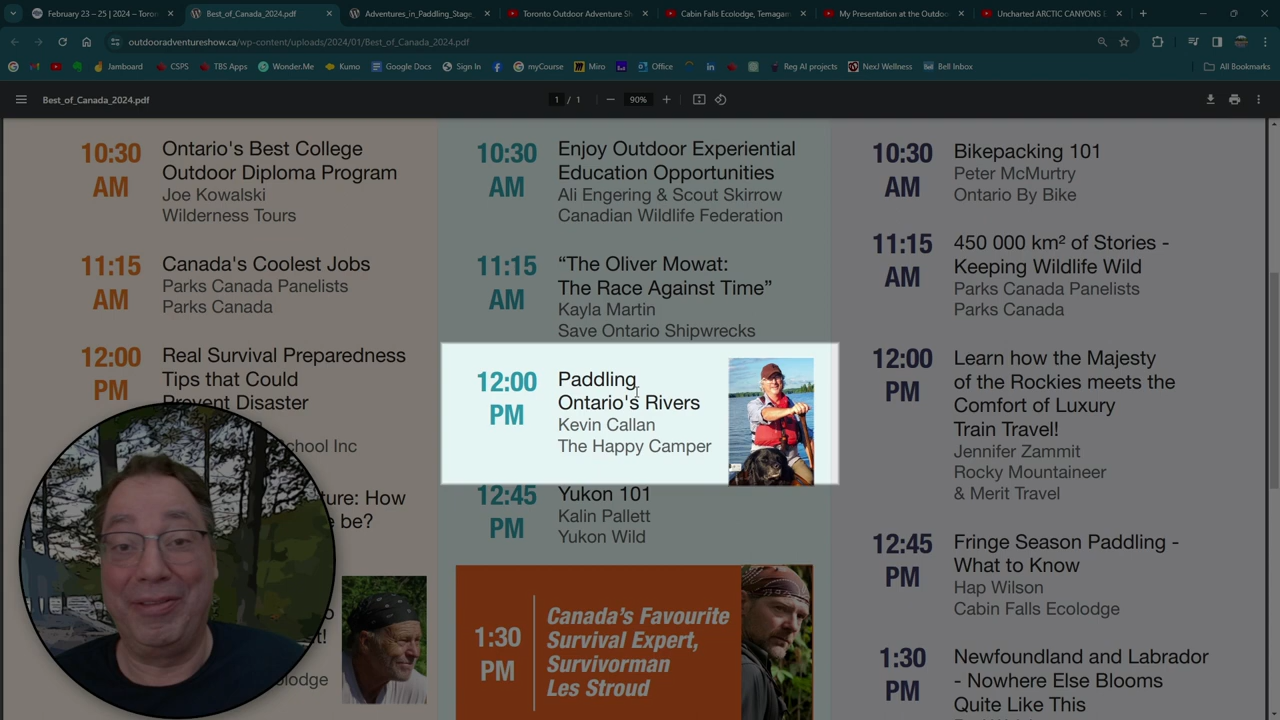 February 23 – 25 | 2024 – Toron
Best_of_Canada_2024.pdf
Adventures_in_Paddling_Stage_
Toronto Outdoor Adventure Sh
Cabin Falls Ecolodge, Temagam
My Presentation at the Outdoo
Uncharted ARCTIC CANYONS E
outdooradventureshow.ca/wp-content/uploads/2024/01/Best_of_Canada_2024.pdf
Jamboard
CSPS
TBS Apps
Wonder.Me
Kumo
Google Docs
Sign In
myCourse
Miro
Office
Reg AI projects
NexJ Wellness
Bell Inbox
All Bookmarks
Best_of_Canada_2024.pdf
1 / 1
90%
10:30
AM
Ontario's Best College
Outdoor Diploma Program
Joe Kowalski
Wilderness Tours
11:15
AM
Canada's Coolest Jobs
Parks Canada Panelists
Parks Canada
12:00
PM
Real Survival Preparedness
Tips that Could
Prevent Disaster
chool Inc
ture: How
be?
t!
lodge
10:30
AM
Enjoy Outdoor Experiential
Education Opportunities
Ali Engering & Scout Skirrow
Canadian Wildlife Federation
11:15
AM
“The Oliver Mowat:
The Race Against Time”
Kayla Martin
Save Ontario Shipwrecks
12:00
PM
Paddling
Ontario's Rivers
Kevin Callan
The Happy Camper
12:45
PM
Yukon 101
Kalin Pallett
Yukon Wild
1:30
PM
Canada’s Favourite
Survival Expert,
Survivorman
Les Stroud
10:30
AM
Bikepacking 101
Peter McMurtry
Ontario By Bike
11:15
AM
450 000 km² of Stories -
Keeping Wildlife Wild
Parks Canada Panelists
Parks Canada
12:00
PM
Learn how the Majesty
of the Rockies meets the
Comfort of Luxury
Train Travel!
Jennifer Zammit
Rocky Mountaineer
& Merit Travel
12:45
PM
Fringe Season Paddling -
What to Know
Hap Wilson
Cabin Falls Ecolodge
1:30
PM
Newfoundland and Labrador
- Nowhere Else Blooms
Quite Like This